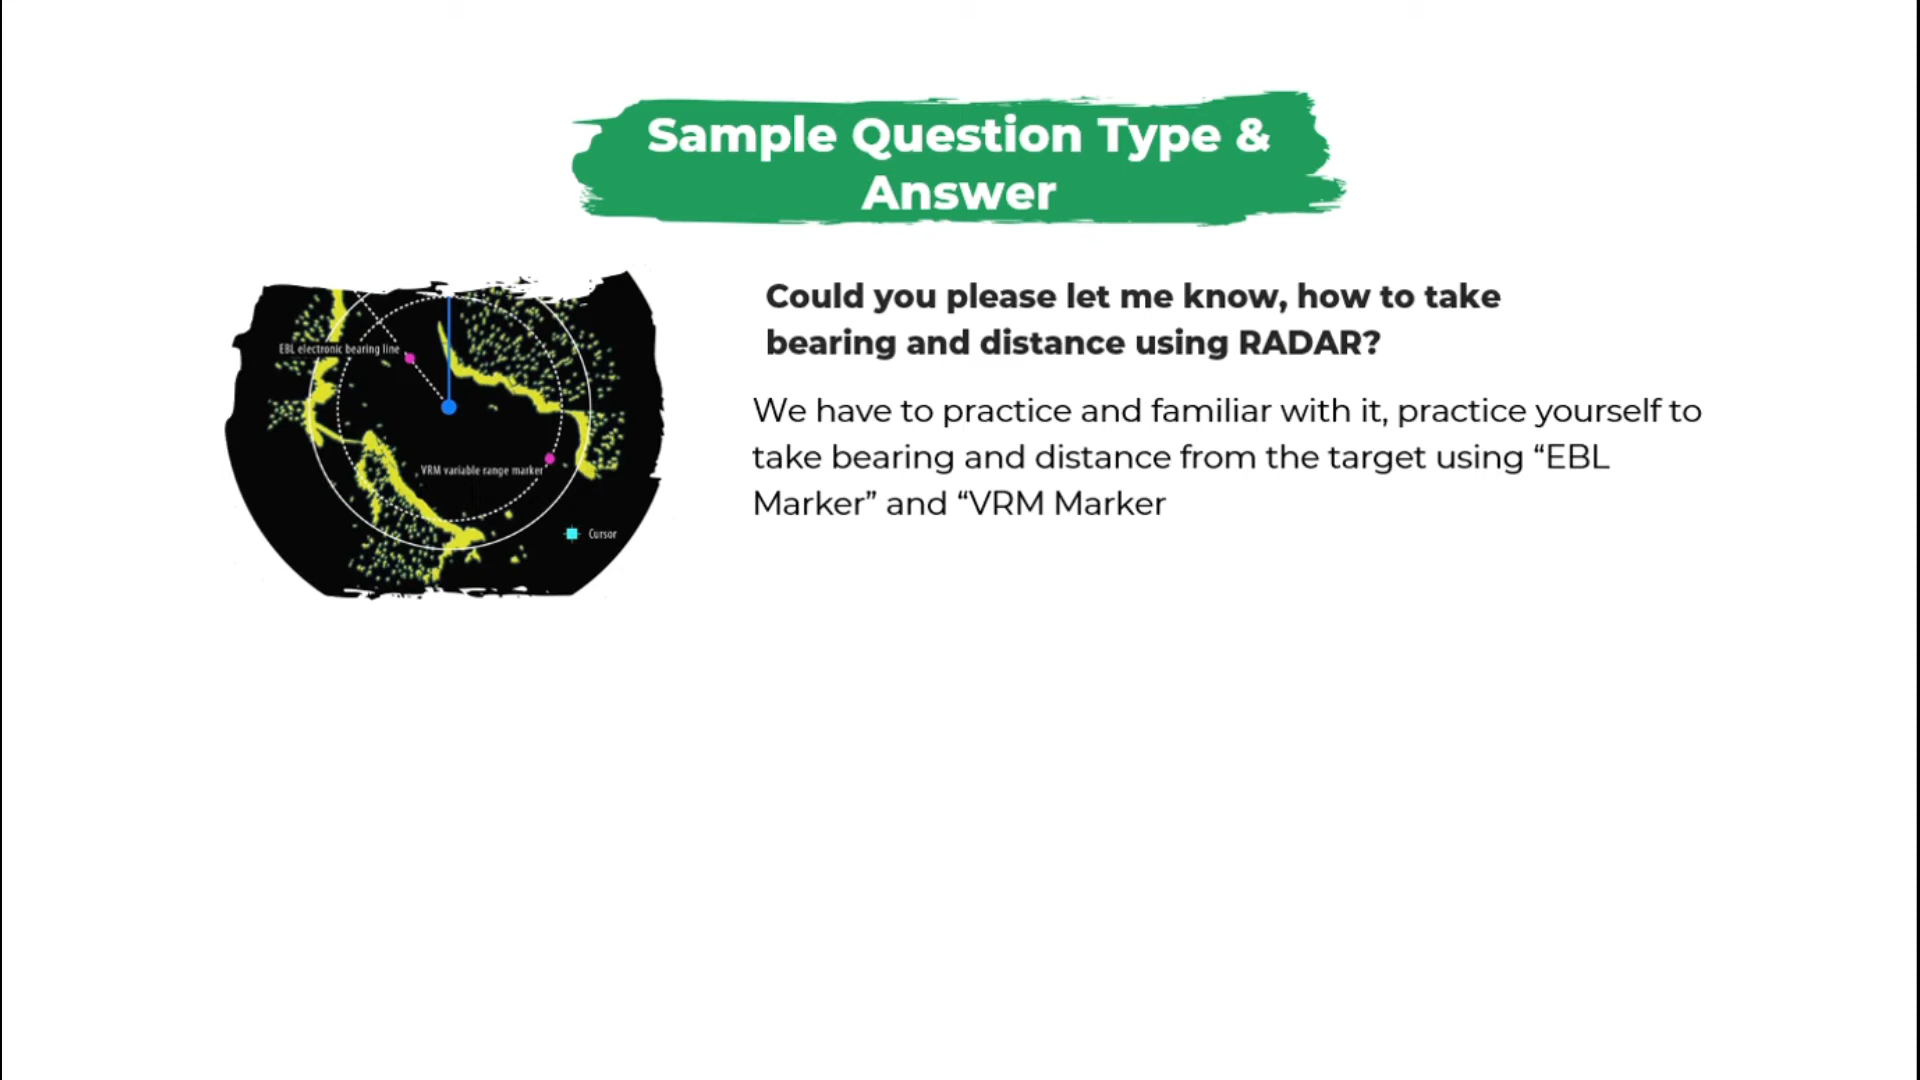 Sample Question Type &
Answer
Could you please let me know, how to take
bearing and distance using RADAR?
We have to practice and familiar with it, practice yourself to
take bearing and distance from the target using “EBL
Marker” and “VRM Marker
EBL electronic bearing line
VRM variable range marker
Cursor